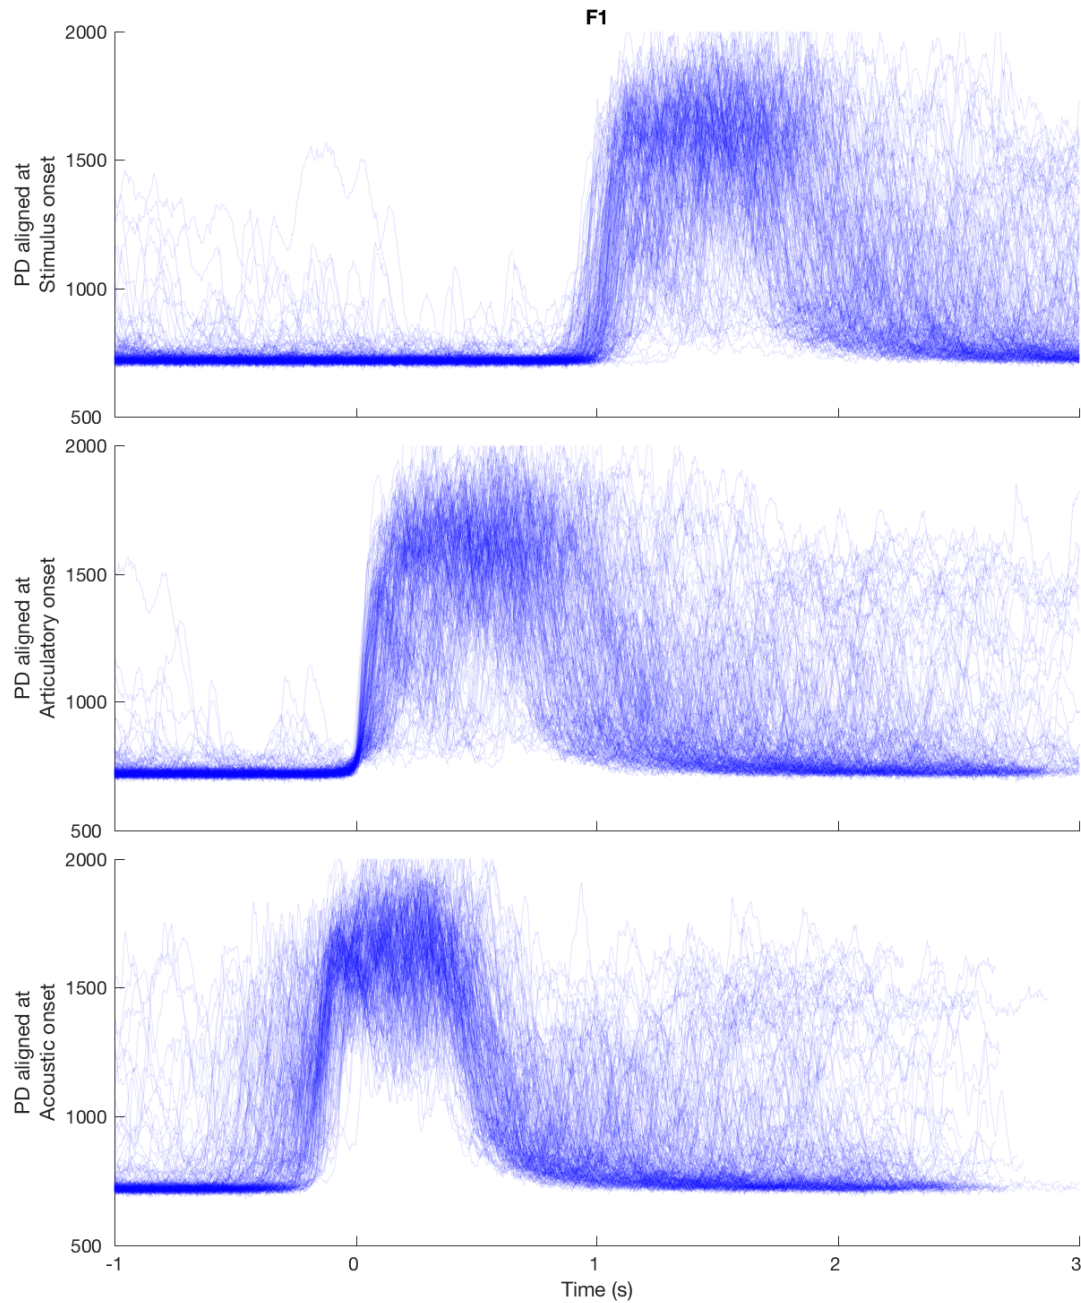 F1
2000
1500
1000
500
PD aligned at
Stimulus onset
2000
1500
1000
500
PD aligned at
Articulatory onset
2000
1500
1000
500
PD aligned at
Acoustic onset
-1 0 1 2 3
Time (s)